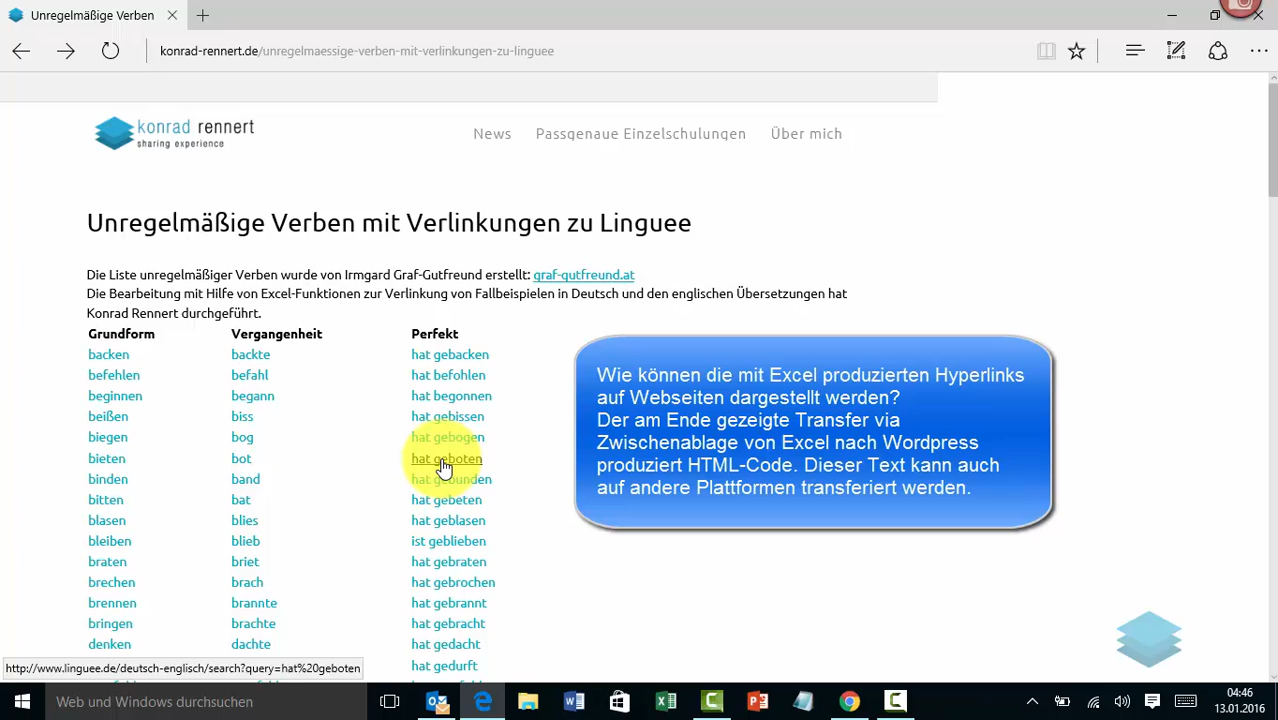 Unregelmäßige Verben
konrad-rennert.de/unregelmaessige-verben-mit-verlinkungen-zu-linguee
konrad rennert
sharing experience
News Passgenaue Einzelschulungen Über mich
Unregelmäßige Verben mit Verlinkungen zu Linguee
Die Liste unregelmäßiger Verben wurde von Irmgard Graf-Gutfreund erstellt: graf-gutfreund.at
Die Bearbeitung mit Hilfe von Excel-Funktionen zur Verlinkung von Fallbeispielen in Deutsch und den englischen Übersetzungen hat
Konrad Rennert durchgeführt.
Grundform Vergangenheit Perfekt
backen backte hat gebacken
befehlen befahl hat befohlen
beginnen begann hat begonnen
beißen biss hat gebissen
biegen bog hat gebogen
bieten bot hat geboten
binden band hat gebunden
bitten bat hat gebeten
blasen blies hat geblasen
bleiben blieb ist geblieben
braten briet hat gebraten
brechen brach hat gebrochen
brennen brannte hat gebrannt
bringen brachte hat gebracht
denken dachte hat gedacht
hat gedurft
Wie können die mit Excel produzierten Hyperlinks
auf Webseiten dargestellt werden?
Der am Ende gezeigte Transfer via
Zwischenablage von Excel nach Wordpress
produziert HTML-Code. Dieser Text kann auch
auf andere Plattformen transferiert werden.
http://www.linguee.de/deutsch-englisch/search?query=hat%20geboten
Web und Windows durchsuchen
04:46
13.01.2016